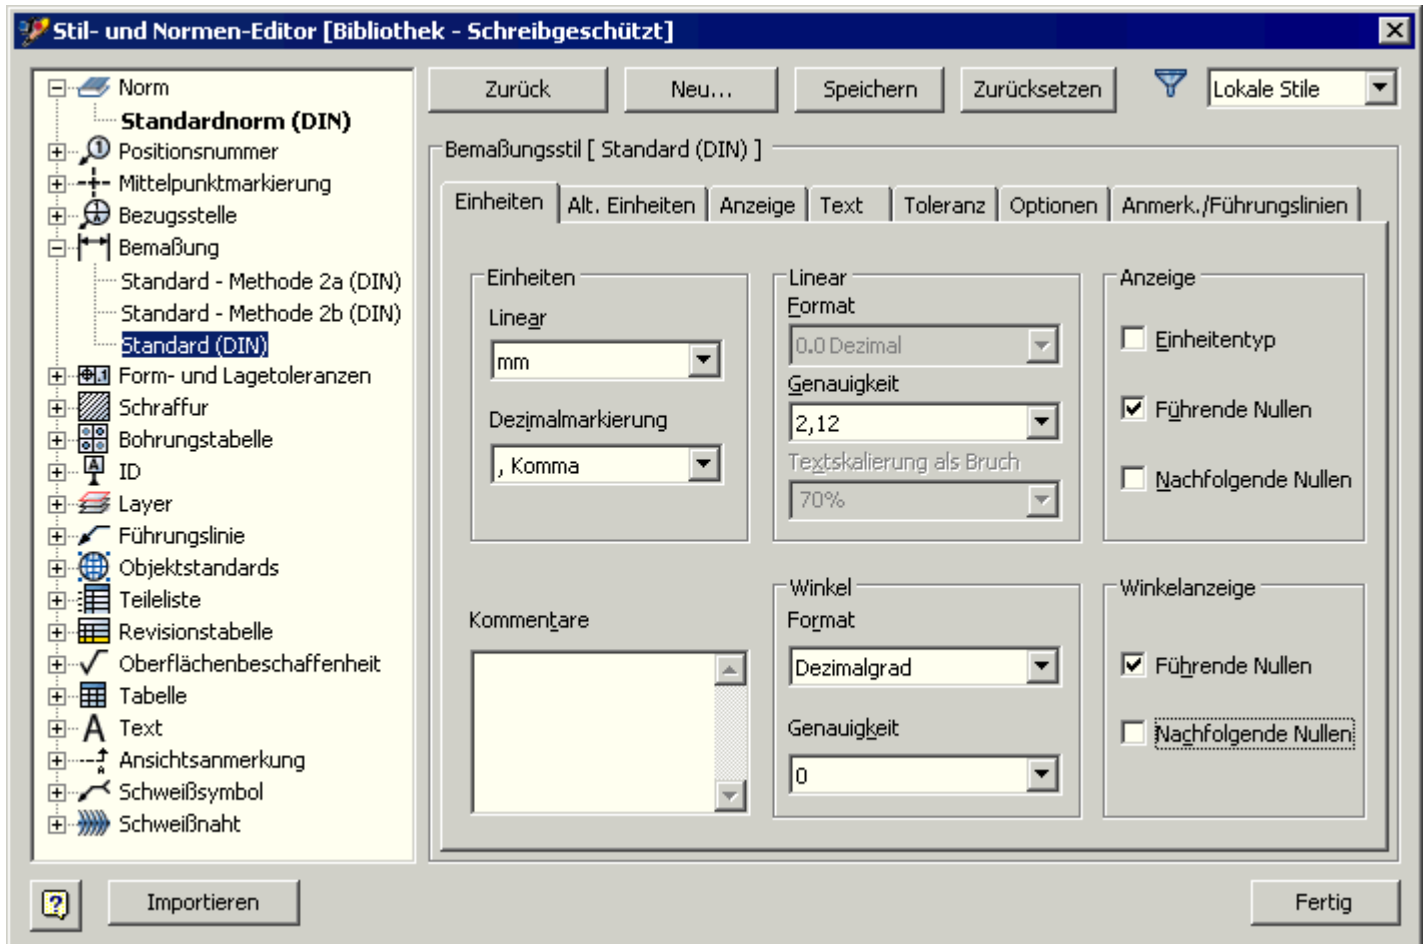 Stil- und Normen-Editor [Bibliothek - Schreibgeschützt]
Norm
Standardnorm (DIN)
Positionsnummer
Mittelpunktmarkierung
Bezugsstelle
Bemaßung
Standard - Methode 2a (DIN)
Standard - Methode 2b (DIN)
Standard (DIN)
Form- und Lagetoleranzen
Schraffur
Bohrungstabelle
ID
Layer
Führungslinie
Objektstandards
Teileliste
Revisionstabelle
Oberflächenbeschaffenheit
Tabelle
Text
Ansichtsanmerkung
Schweißsymbol
Schweißnaht
Zurück Neu... Speichern Zurücksetzen Lokale Stile
Bemaßungsstil [ Standard (DIN) ]
Einheiten Alt. Einheiten Anzeige Text Toleranz Optionen Anmerk./Führungslinien
Einheiten
Linear
mm
Dezimalmarkierung
, Komma
Linear
Format
0.0 Dezimal
Genauigkeit
2,12
Textskalierung als Bruch
70%
Anzeige
Einheitentyp
Führende Nullen
Nachfolgende Nullen
Kommentare
Winkel
Format
Dezimalgrad
Genauigkeit
0
Winkelanzeige
Führende Nullen
Nachfolgende Nullen
Importieren
Fertig